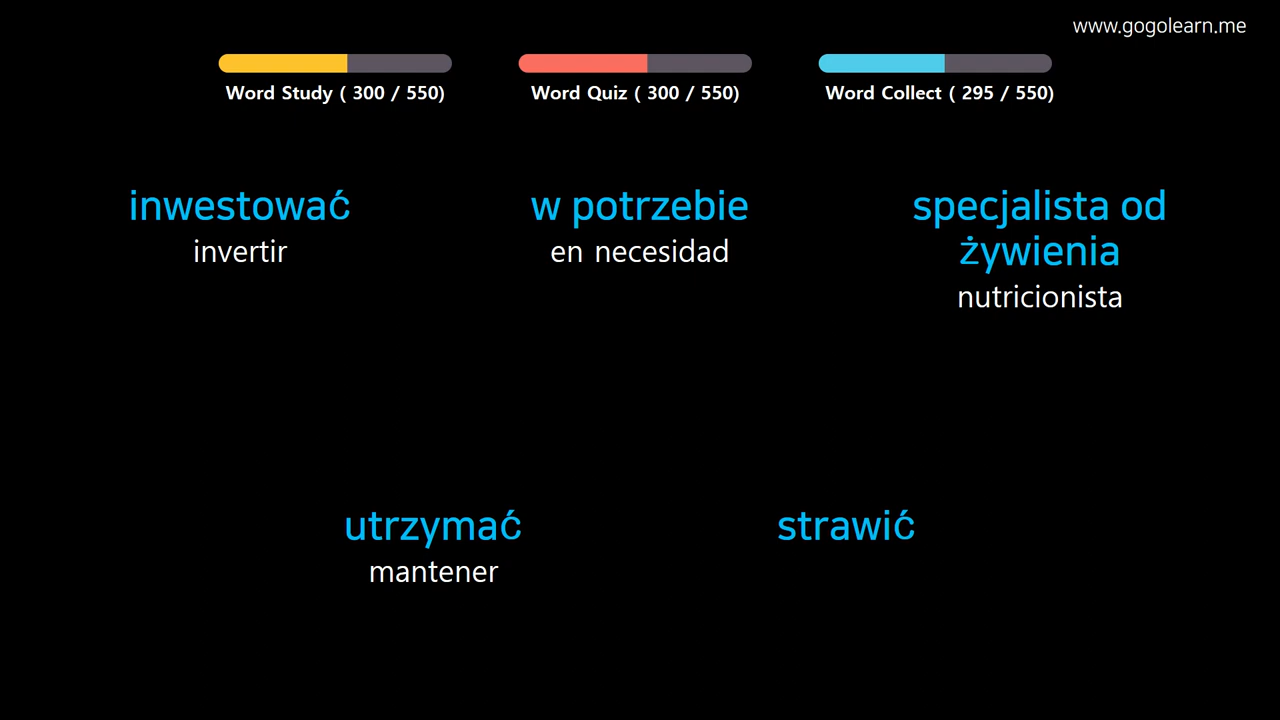 www.gogolearn.me
Word Study ( 300 / 550)
Word Quiz ( 300 / 550)
Word Collect ( 295 / 550)
inwestować
invertir
w potrzebie
en necesidad
specjalista od
żywienia
nutricionista
utrzymać
mantener
strawić